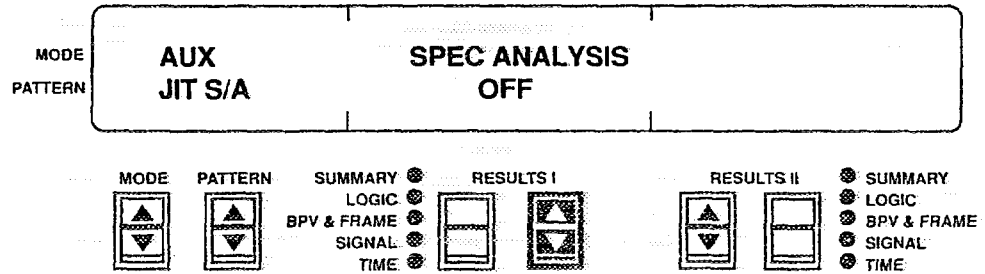 MODE AUX SPEC ANALYSIS
PATTERN JIT S/A OFF
MODE PATTERN SUMMARY RESULTS I RESULTS II SUMMARY
LOGIC LOGIC
BPV & FRAME BPV & FRAME
SIGNAL SIGNAL
TIME TIME